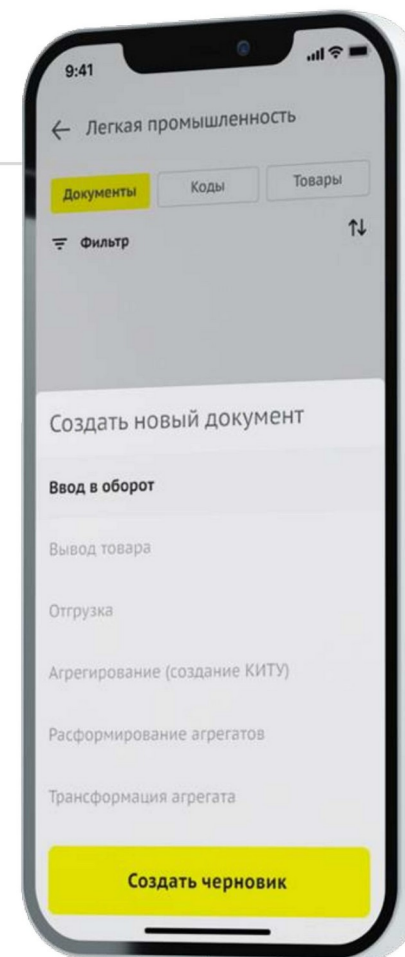 9:41
← Легкая промышленность
Документы Коды Товары
Фильтр
Создать новый документ
Ввод в оборот
Вывод товара
Отгрузка
Агрегирование (создание КИТУ)
Расформирование агрегатов
Трансформация агрегата
Создать черновик